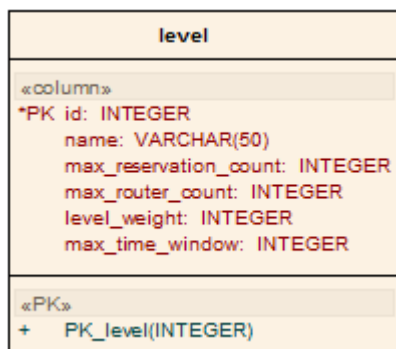 level
«column»
*PK id: INTEGER
name: VARCHAR(50)
max_reservation_count: INTEGER
max_router_count: INTEGER
level_weight: INTEGER
max_time_window: INTEGER
«PK»
+ PK_level(INTEGER)